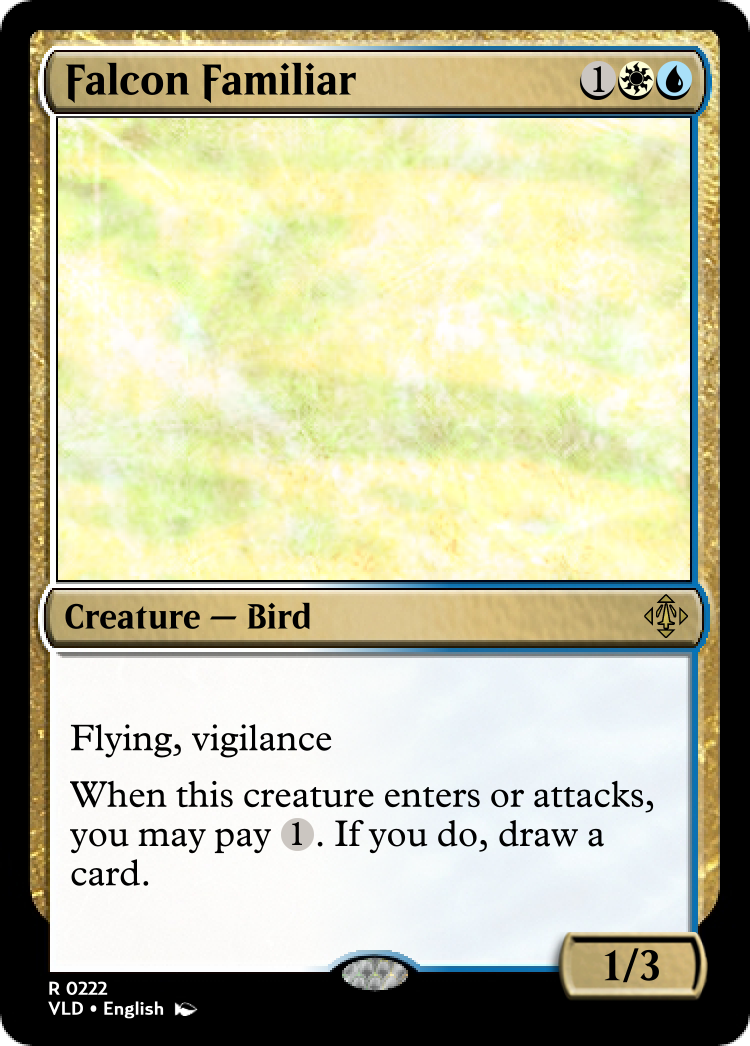 Falcon Familiar 1
Creature — Bird
Flying, vigilance
When this creature enters or attacks,
you may pay 1. If you do, draw a
card.
1/3
R 0222
VLD • English